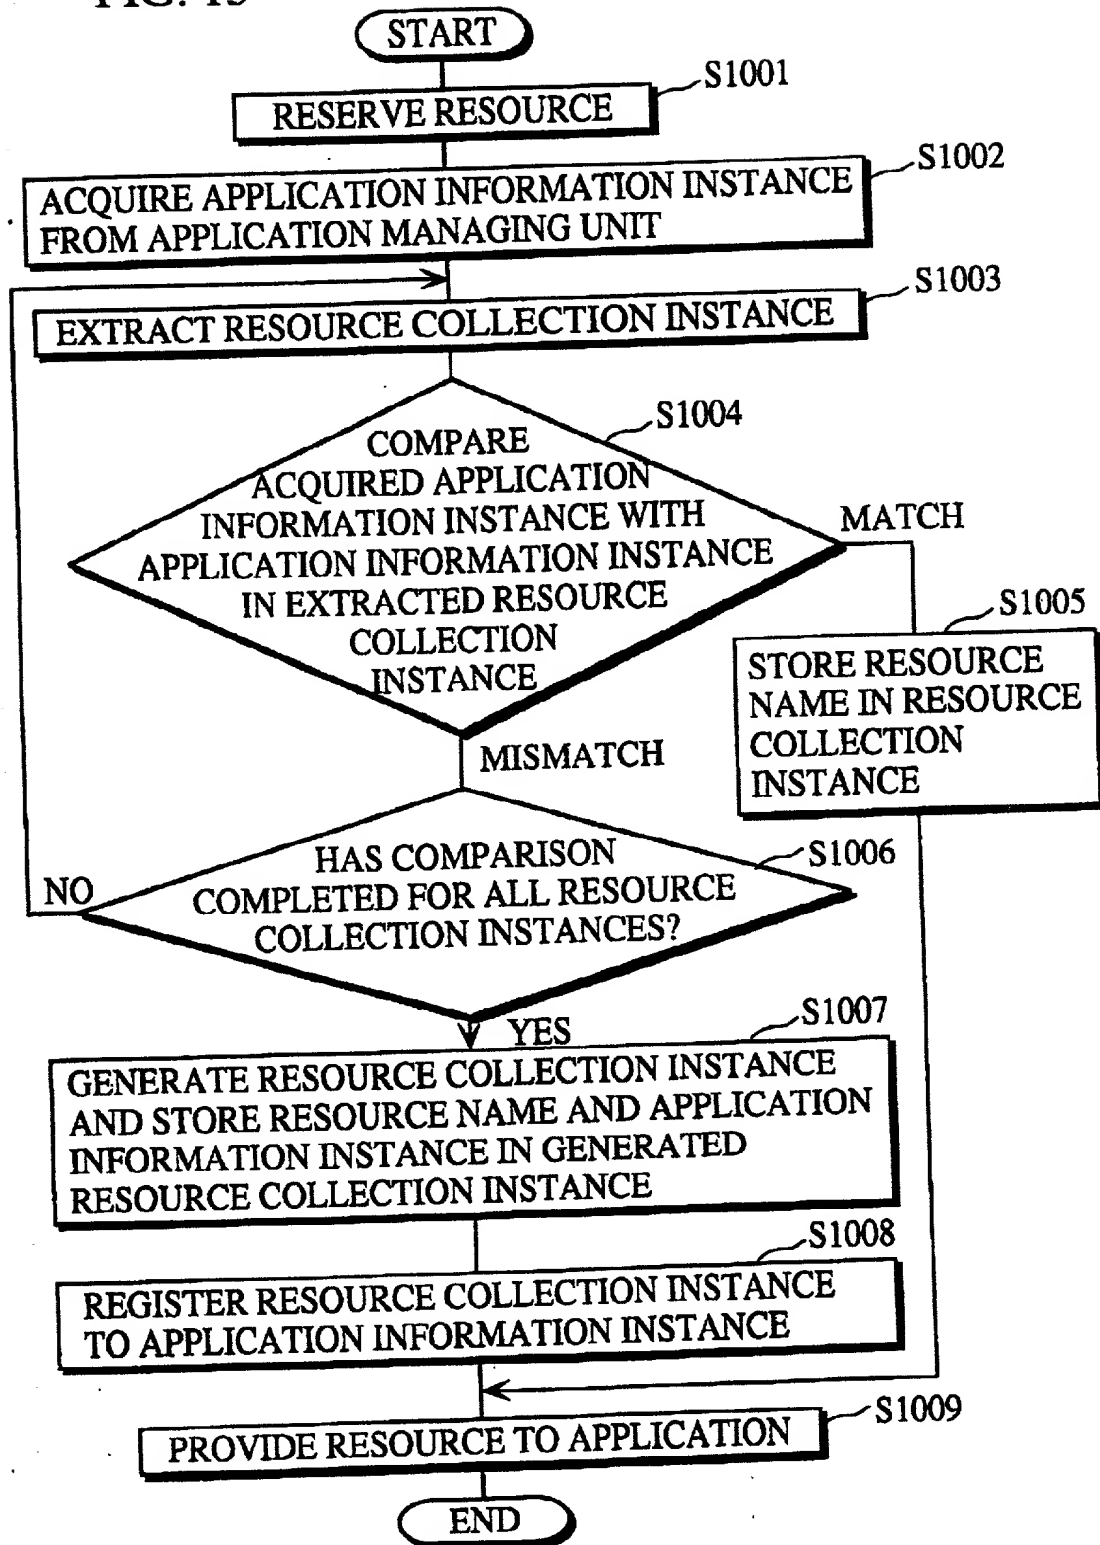 START
S1001
RESERVE RESOURCE
S1002
ACQUIRE APPLICATION INFORMATION INSTANCE
FROM APPLICATION MANAGING UNIT
S1003
EXTRACT RESOURCE COLLECTION INSTANCE
S1004
COMPARE
ACQUIRED APPLICATION
INFORMATION INSTANCE WITH
APPLICATION INFORMATION INSTANCE
IN EXTRACTED RESOURCE
COLLECTION
INSTANCE
MATCH
S1005
STORE RESOURCE
NAME IN RESOURCE
COLLECTION
INSTANCE
MISMATCH
S1006
HAS COMPARISON
COMPLETED FOR ALL RESOURCE
COLLECTION INSTANCES?
NO
YES
S1007
GENERATE RESOURCE COLLECTION INSTANCE
AND STORE RESOURCE NAME AND APPLICATION
INFORMATION INSTANCE IN GENERATED
RESOURCE COLLECTION INSTANCE
S1008
REGISTER RESOURCE COLLECTION INSTANCE
TO APPLICATION INFORMATION INSTANCE
S1009
PROVIDE RESOURCE TO APPLICATION
END